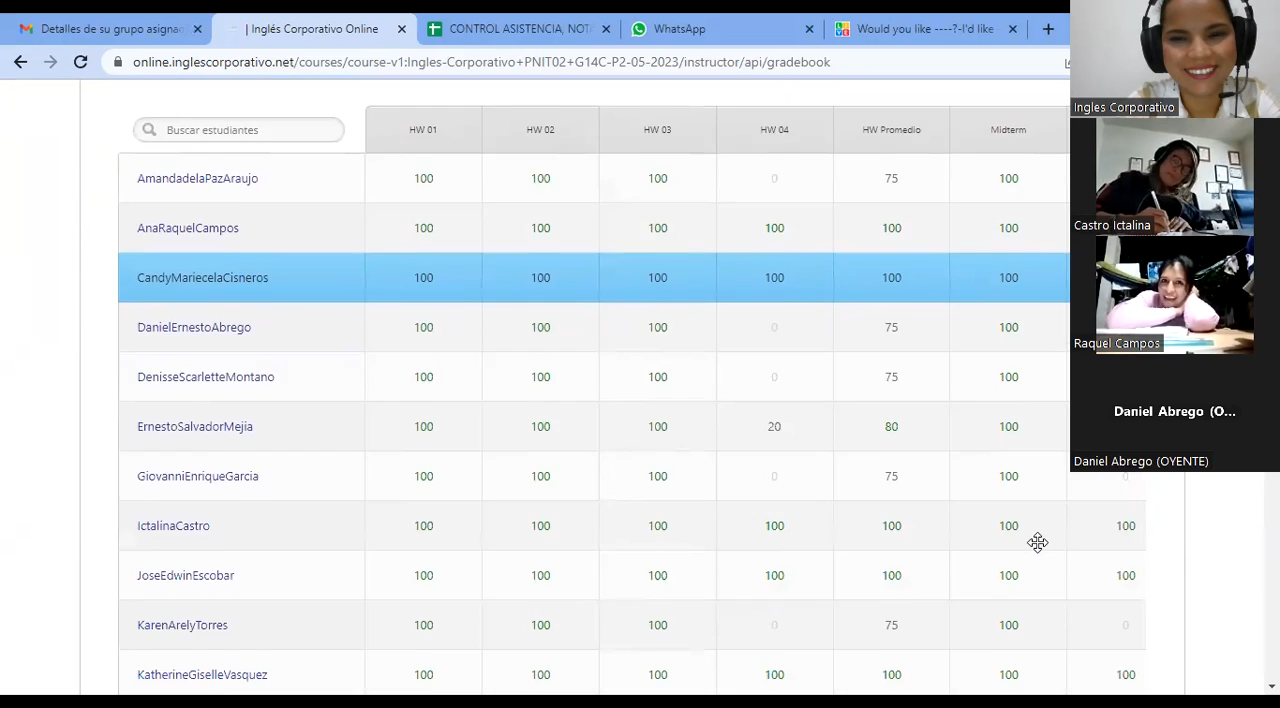 Detalles de su grupo asigna
| Inglés Corporativo Online
CONTROL ASISTENCIA, NOT
WhatsApp
Would you like ----?-I'd like
online.inglescorporativo.net/courses/course-v1:Ingles-Corporativo+PNIT02+G14C-P2-05-2023/instructor/api/gradebook
Buscar estudiantes HW 01 HW 02 HW 03 HW 04 HW Promedio Midterm
AmandadelaPazAraujo 100 100 100 0 75 100
AnaRaquelCampos 100 100 100 100 100 100
CandyMariecelaCisneros 100 100 100 100 100 100
DanielErnestoAbrego 100 100 100 0 75 100
DenisseScarletteMontano 100 100 100 0 75 100
ErnestoSalvadorMejia 100 100 100 20 80 100
GiovanniEnriqueGarcia 100 100 100 0 75 100 0
IctalinaCastro 100 100 100 100 100 100 100
JoseEdwinEscobar 100 100 100 100 100 100 100
KarenArelyTorres 100 100 100 0 75 100 0
KatherineGiselleVasquez 100 100 100 100 100 100 100
Ingles Corporativo
Castro Ictalina
Raquel Campos
Daniel Abrego (O...
Daniel Abrego (OYENTE)